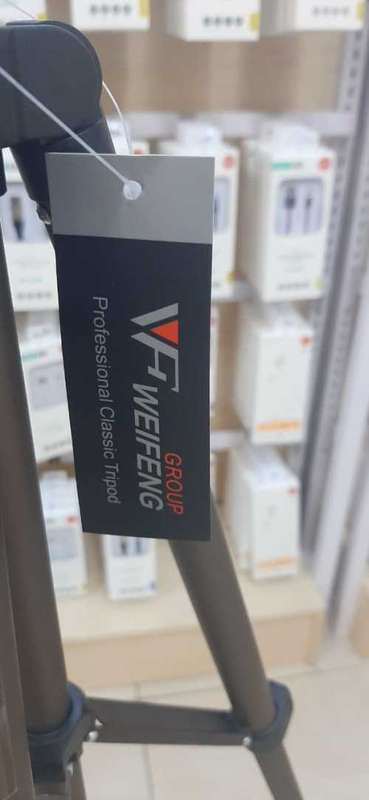 WF
GROUP
WEIFENG
Professional Classic Tripod